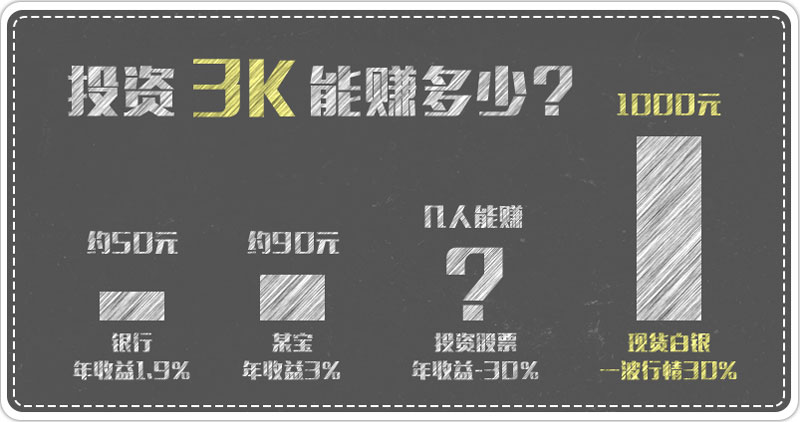 投资3K能赚多少?
1000元
几人能赚
约50元
约90元
?
银行
年收益1.9%
某宝
年收益3%
投资股票
年收益-30%
现货白银
一波行情30%